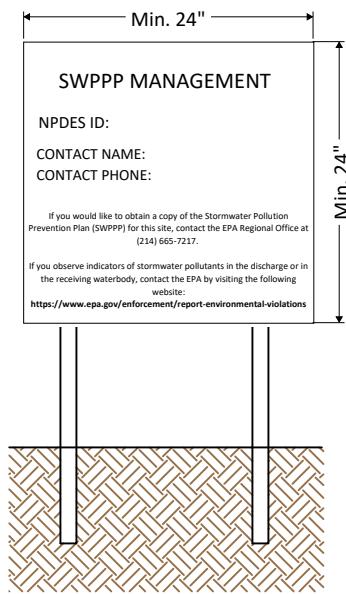 Min. 24"
SWPPP MANAGEMENT
NPDES ID:
CONTACT NAME:
CONTACT PHONE:
If you would like to obtain a copy of the Stormwater Pollution
Prevention Plan (SWPPP) for this site, contact the EPA Regional Office at
(214) 665-7217.
If you observe indicators of stormwater pollutants in the discharge or in
the receiving waterbody, contact the EPA by visiting the following
website:
https://www.epa.gov/enforcement/report-environmental-violations
Min. 24"